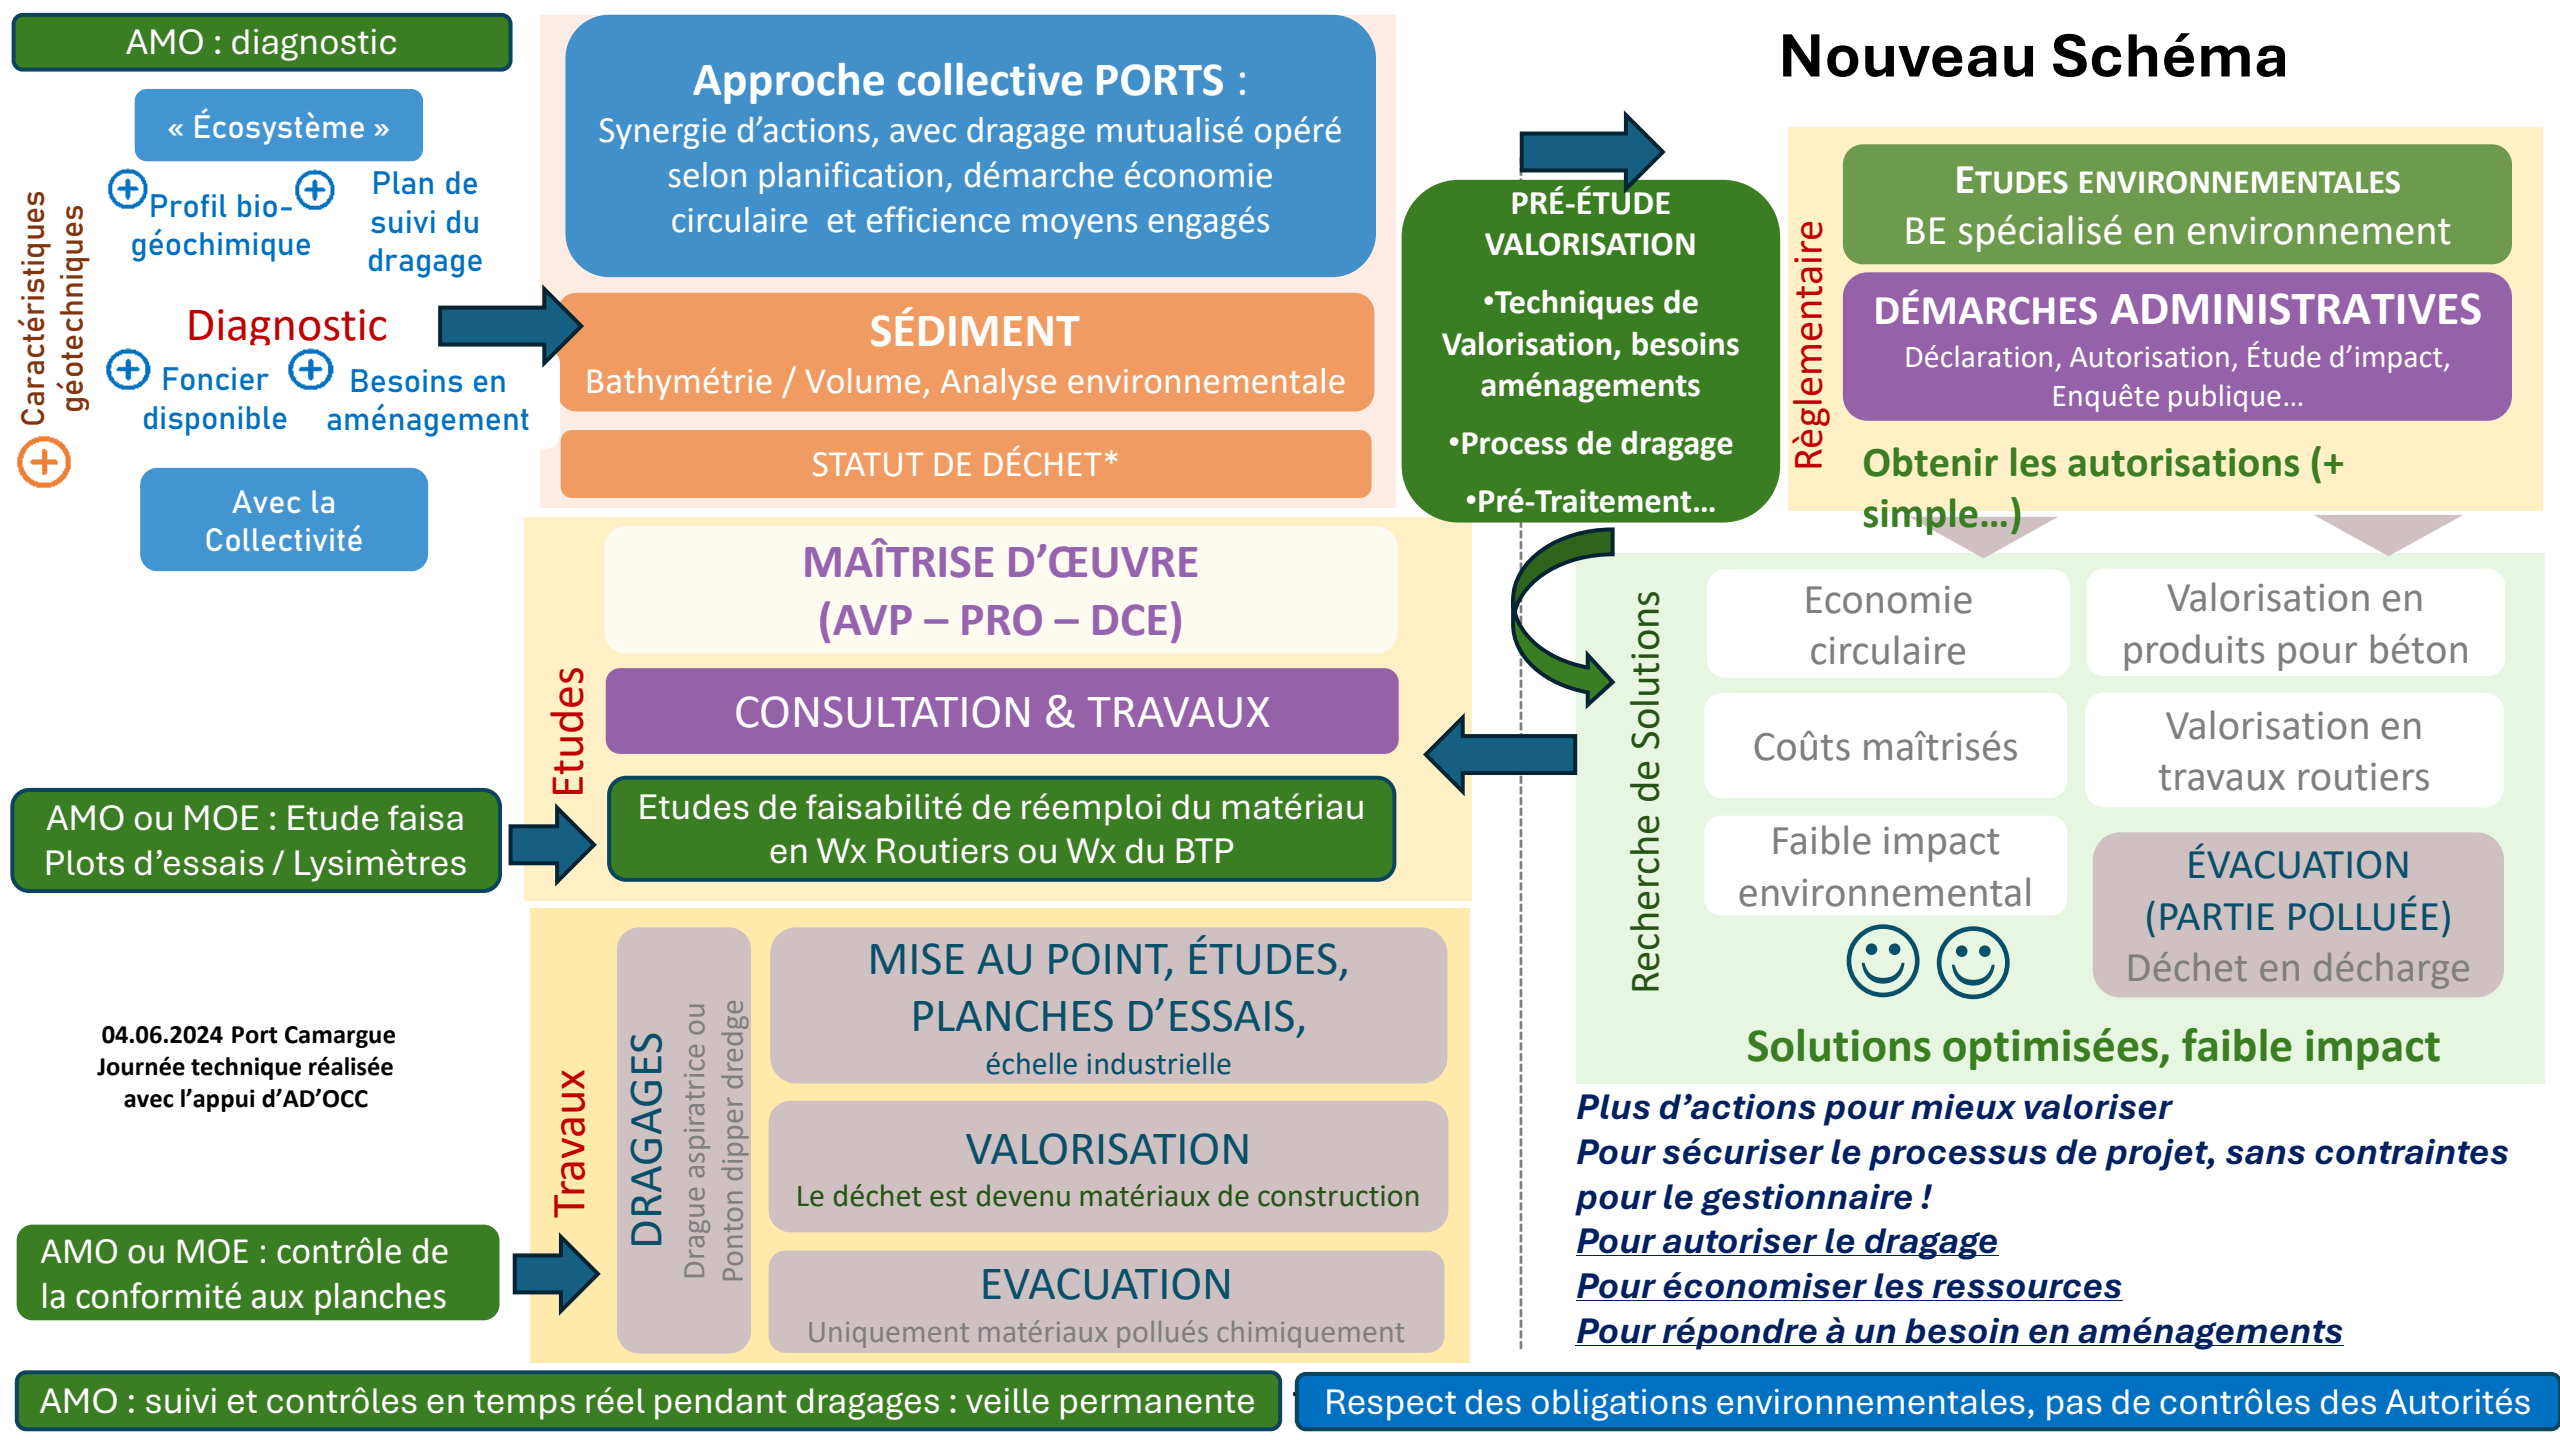 Nouveau Schéma
AMO : diagnostic
« Écosystème »
Profil bio-
géochimique
Plan de
suivi du
dragage
Caractéristiques
géotechniques
Diagnostic
Foncier
disponible
Besoins en
aménagement
Avec la
Collectivité
Approche collective PORTS :
Synergie d’actions, avec dragage mutualisé opéré
selon planification, démarche économie
circulaire et efficience moyens engagés
SÉDIMENT
Bathymétrie / Volume, Analyse environnementale
STATUT DE DÉCHET*
PRÉ-ÉTUDE
VALORISATION
•Techniques de
Valorisation, besoins
aménagements
•Process de dragage
•Pré-Traitement…
Règlementaire
ETUDES ENVIRONNEMENTALES
BE spécialisé en environnement
DÉMARCHES ADMINISTRATIVES
Déclaration, Autorisation, Étude d’impact,
Enquête publique…
Obtenir les autorisations (+
simple…)
Etudes
MAÎTRISE D’ŒUVRE
(AVP – PRO – DCE)
CONSULTATION & TRAVAUX
Etudes de faisabilité de réemploi du matériau
en Wx Routiers ou Wx du BTP
AMO ou MOE : Etude faisa
Plots d’essais / Lysimètres
Recherche de Solutions
Economie
circulaire
Valorisation en
produits pour béton
Coûts maîtrisés
Valorisation en
travaux routiers
Faible impact
environnemental
ÉVACUATION
(PARTIE POLLUÉE)
Déchet en décharge
Solutions optimisées, faible impact
04.06.2024 Port Camargue
Journée technique réalisée
avec l’appui d’AD’OCC
Travaux
DRAGAGES
Drague aspiratrice ou
Ponton dipper dredge
MISE AU POINT, ÉTUDES,
PLANCHES D’ESSAIS,
échelle industrielle
VALORISATION
Le déchet est devenu matériaux de construction
EVACUATION
Uniquement matériaux pollués chimiquement
AMO ou MOE : contrôle de
la conformité aux planches
Plus d’actions pour mieux valoriser
Pour sécuriser le processus de projet, sans contraintes
pour le gestionnaire !
Pour autoriser le dragage
Pour économiser les ressources
Pour répondre à un besoin en aménagements
AMO : suivi et contrôles en temps réel pendant dragages : veille permanente
Respect des obligations environnementales, pas de contrôles des Autorités